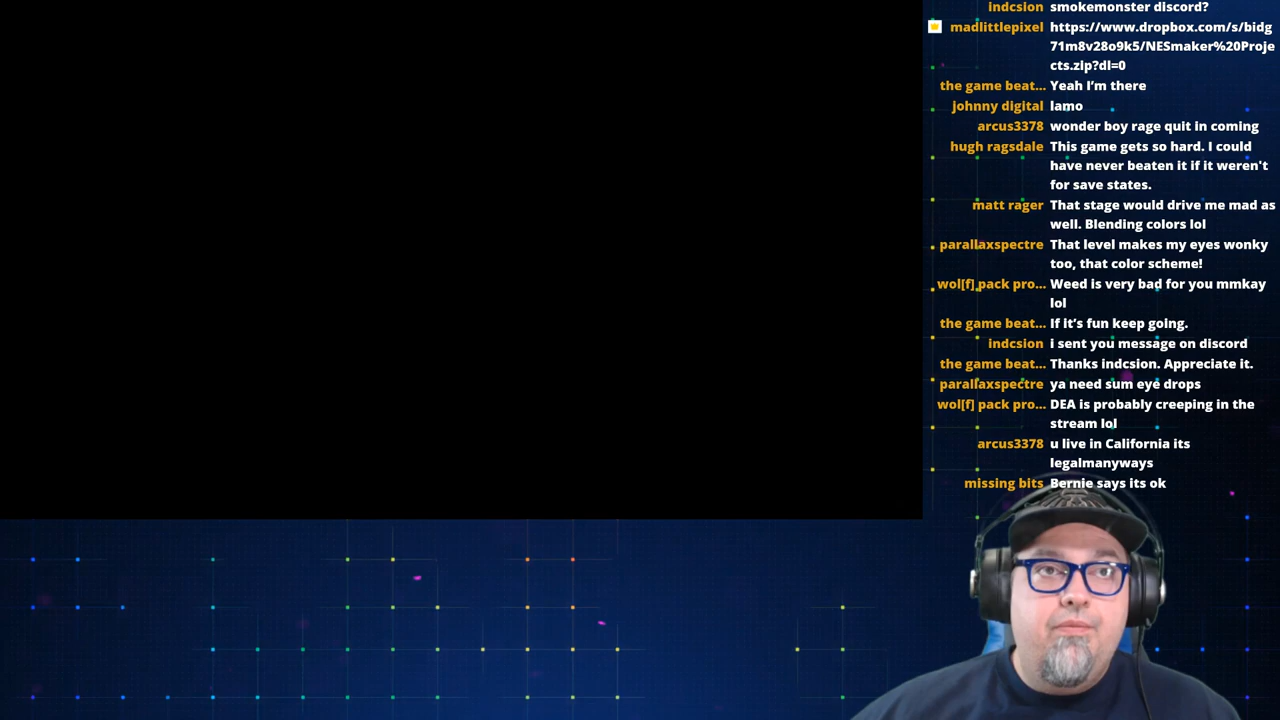 indcsion smokemonster discord?
madlittlepixel https://www.dropbox.com/s/bidg
71m8v28o9k5/NESmaker%20Proje
cts.zip?dl=0
the game beat... Yeah I’m there
johnny digital lamo
arcus3378 wonder boy rage quit in coming
hugh ragsdale This game gets so hard. I could
have never beaten it if it weren't
for save states.
matt rager That stage would drive me mad as
well. Blending colors lol
parallaxspectre That level makes my eyes wonky
too, that color scheme!
wol[f] pack pro... Weed is very bad for you mmkay
lol
the game beat... If it’s fun keep going.
indcsion i sent you message on discord
the game beat... Thanks indcsion. Appreciate it.
parallaxspectre ya need sum eye drops
wol[f] pack pro... DEA is probably creeping in the
stream lol
arcus3378 u live in California its
legalmanyways
missing bits Bernie says its ok